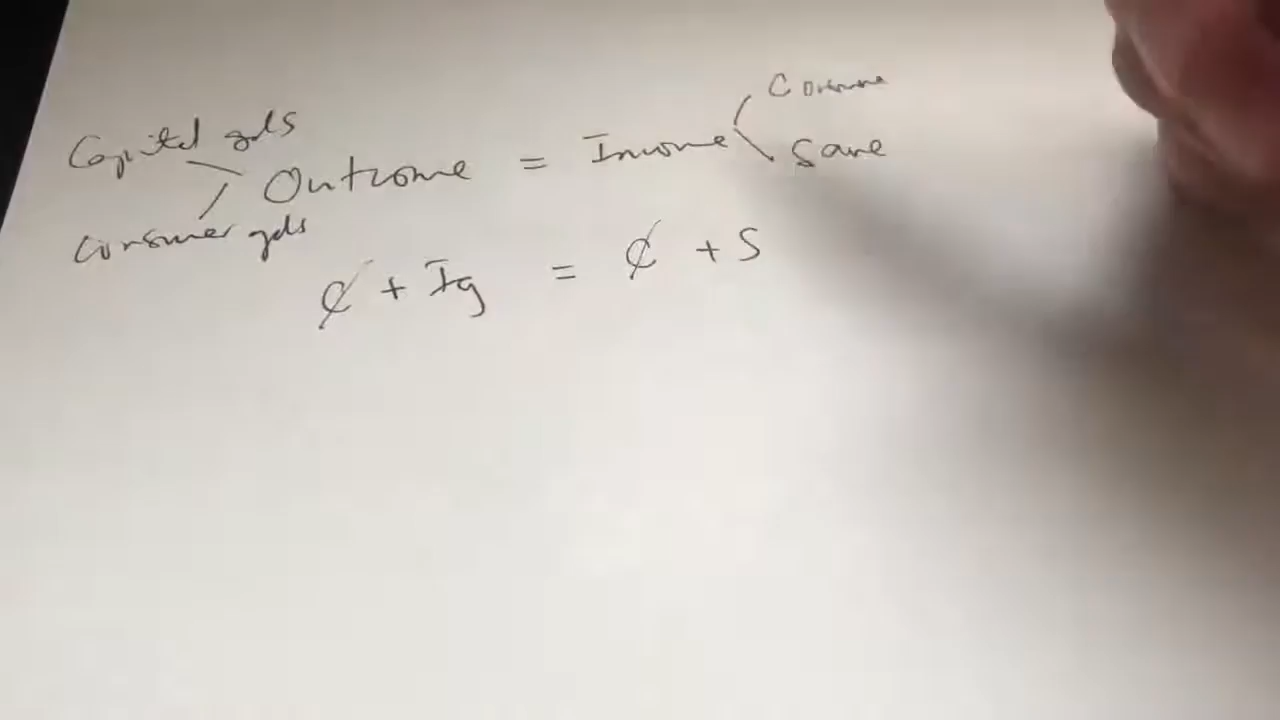 Capital gds
Consume
Outcome = Income
Save
Consumer gds
C + Ig = C + S